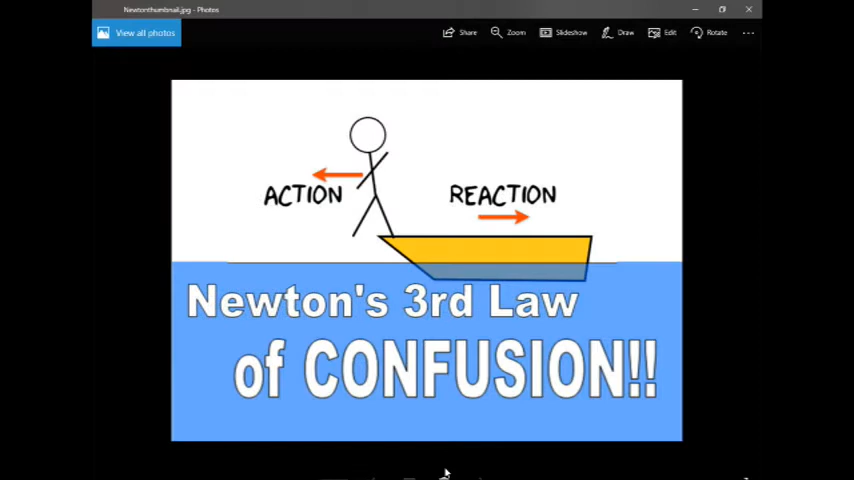 Newtonthumbnail.jpg - Photos
View all photos
Share
Zoom
Slideshow
Draw
Edit
Rotate
ACTION
REACTION
Newton's 3rd Law
of CONFUSION!!